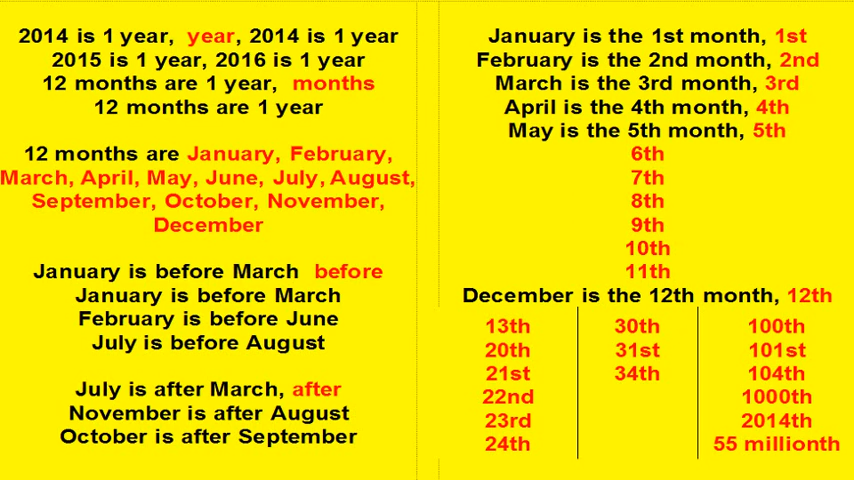 2014 is 1 year, year, 2014 is 1 year
2015 is 1 year, 2016 is 1 year
12 months are 1 year, months
12 months are 1 year
12 months are January, February,
March, April, May, June, July, August,
September, October, November,
December
January is before March before
January is before March
February is before June
July is before August
July is after March, after
November is after August
October is after September
January is the 1st month, 1st
February is the 2nd month, 2nd
March is the 3rd month, 3rd
April is the 4th month, 4th
May is the 5th month, 5th
6th
7th
8th
9th
10th
11th
December is the 12th month, 12th
13th
20th
21st
22nd
23rd
24th
30th
31st
34th
100th
101st
104th
1000th
2014th
55 millionth